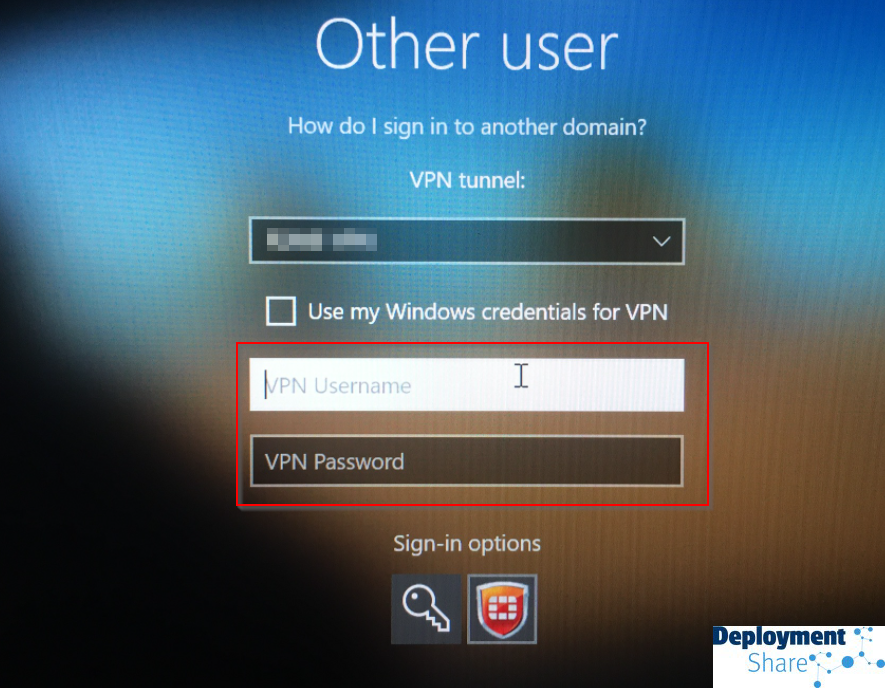 Other user
How do I sign in to another domain?
VPN tunnel:
Use my Windows credentials for VPN
VPN Username
VPN Password
Sign-in options
Deployment
Share